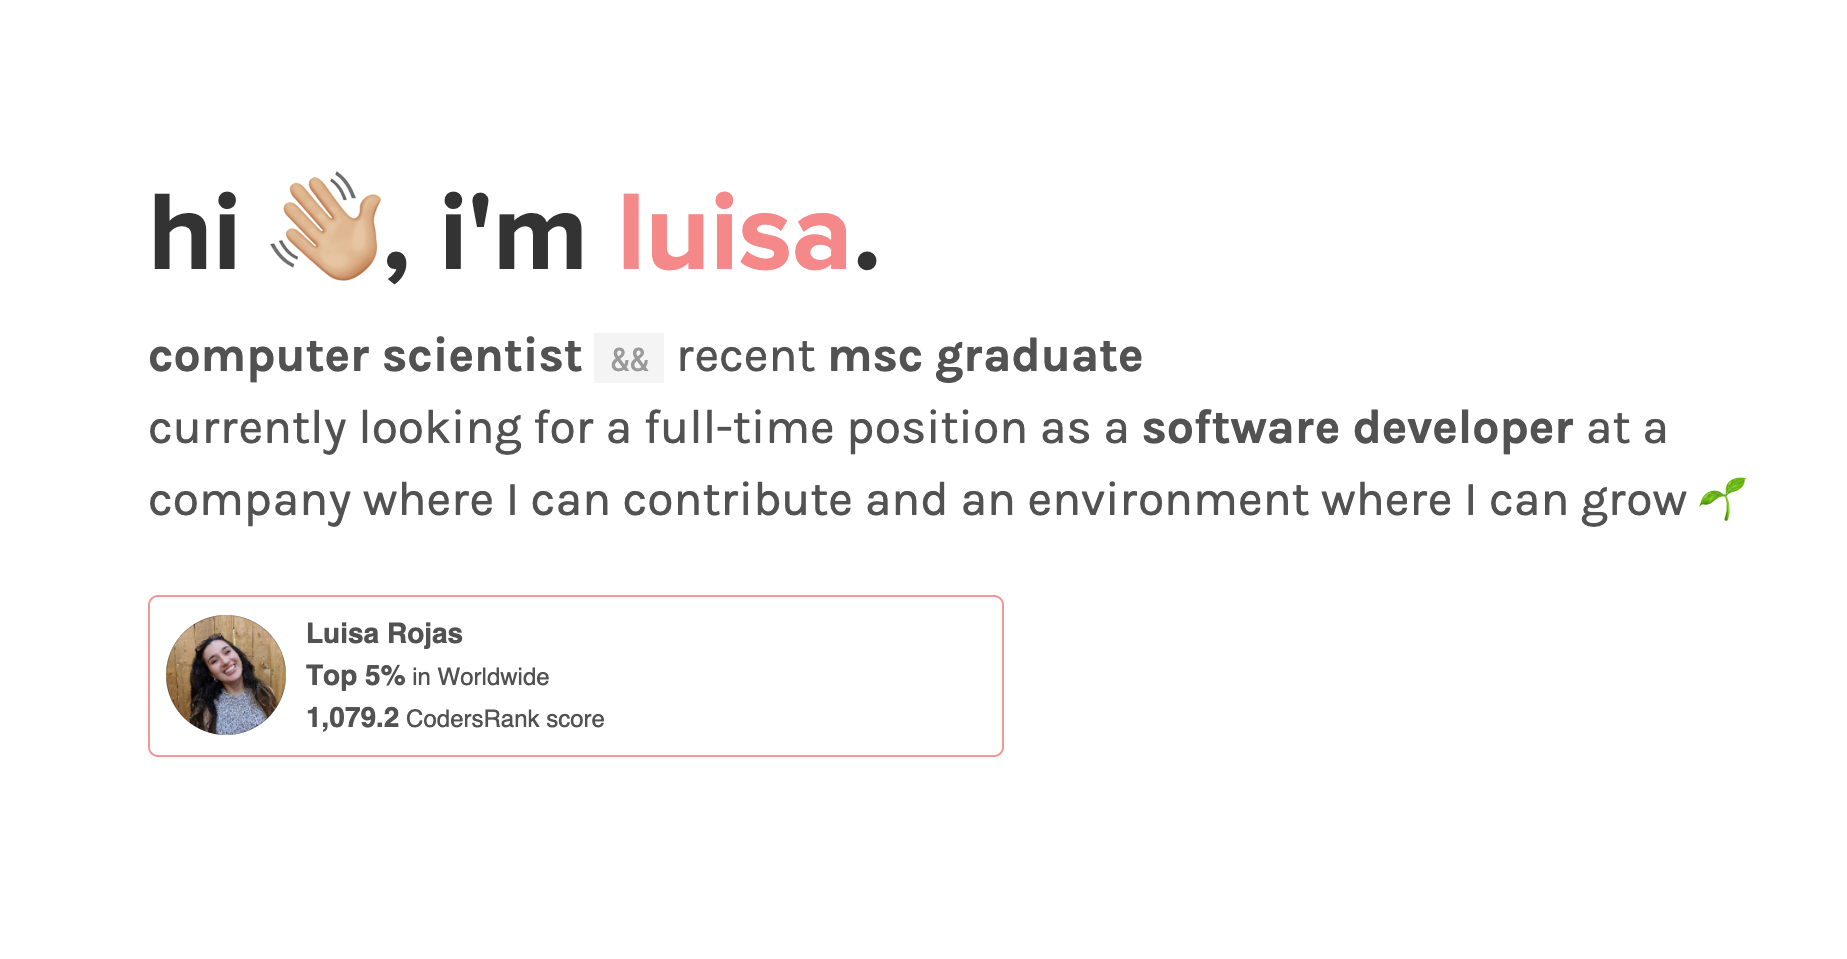 hi 👋🏼, i'm luisa.
computer scientist && recent msc graduate
currently looking for a full-time position as a software developer at a
company where I can contribute and an environment where I can grow 🌱
Luisa Rojas
Top 5% in Worldwide
1,079.2 CodersRank score